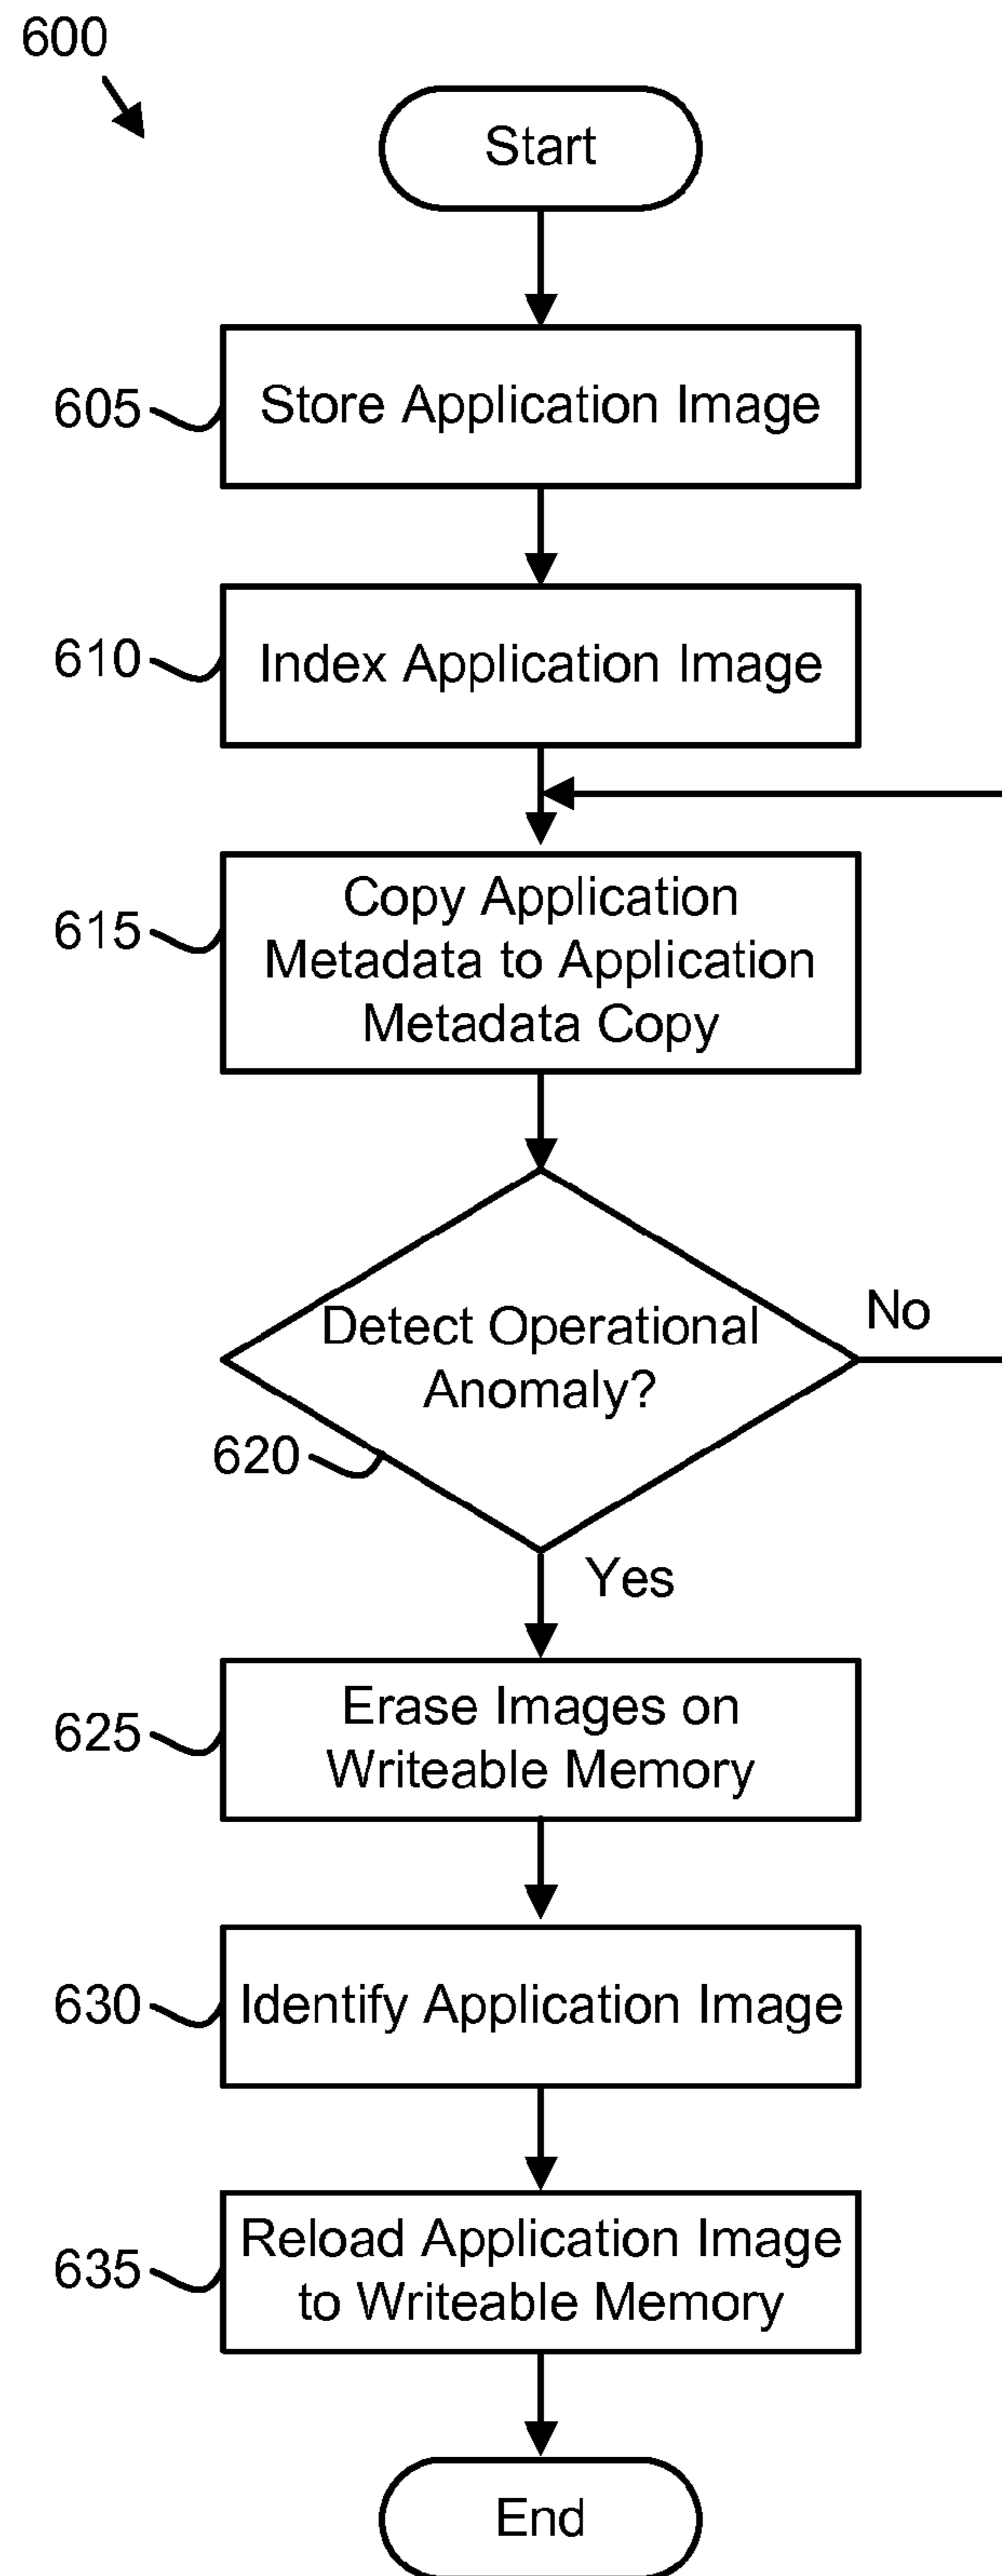 600
Start
605
Store Application Image
610
Index Application Image
615
Copy Application
Metadata to Application
Metadata Copy
Detect Operational
Anomaly?
No
620
Yes
625
Erase Images on
Writeable Memory
630
Identify Application Image
635
Reload Application Image
to Writeable Memory
End